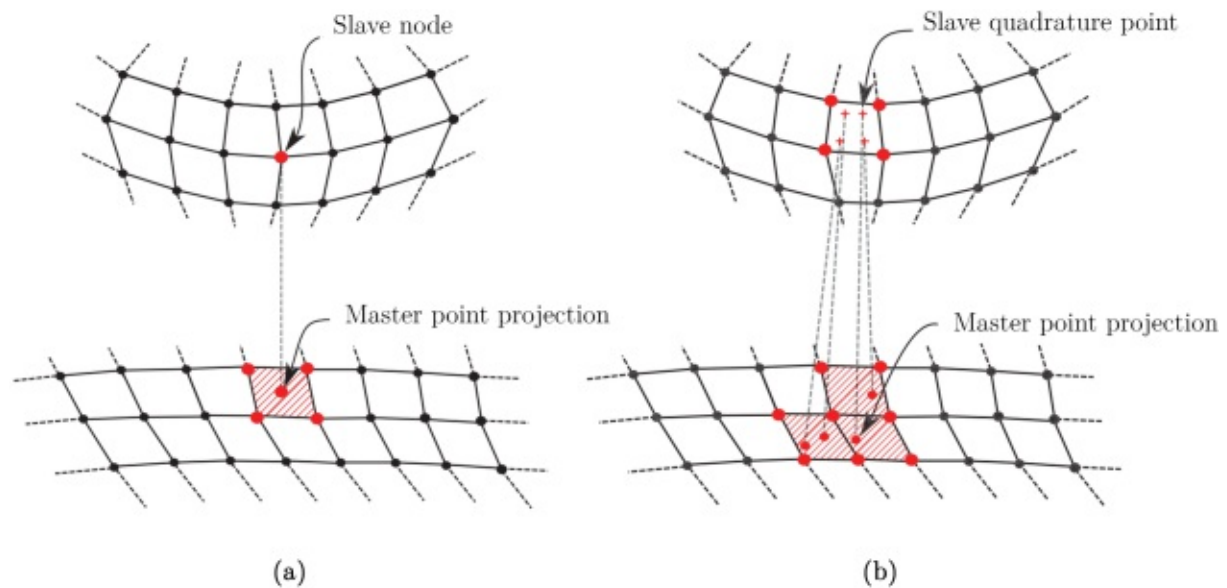 Slave node
Master point projection
(a)
Slave quadrature point
Master point projection
(b)